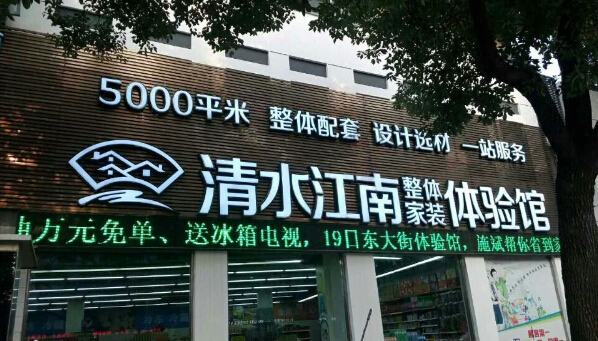 5000平米 整体配套 设计选材 一站服务
清水江南整体家装体验馆
万元免单、送冰箱电视，19日东大街体验馆，施斌帮你省到家